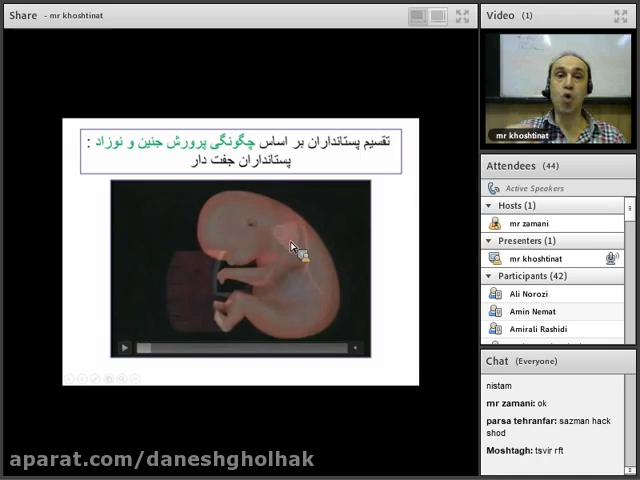 Share - mr khoshtinat
تقسیم پستانداران بر اساس چگونگی پرورش جنین و نوزاد :
پستانداران جفت دار
Video (1)
mr khoshtinat
Attendees (44)
Active Speakers
Hosts (1)
mr zamani
Presenters (1)
mr khoshtinat
Participants (42)
Ali Norozi
Amin Nemat
Amirali Rashidi
Chat (Everyone)
nistam
mr zamani: ok
parsa tehranfar: sazman hack
shod
Moshtagh: tsvir rft
aparat.com/daneshgholhak